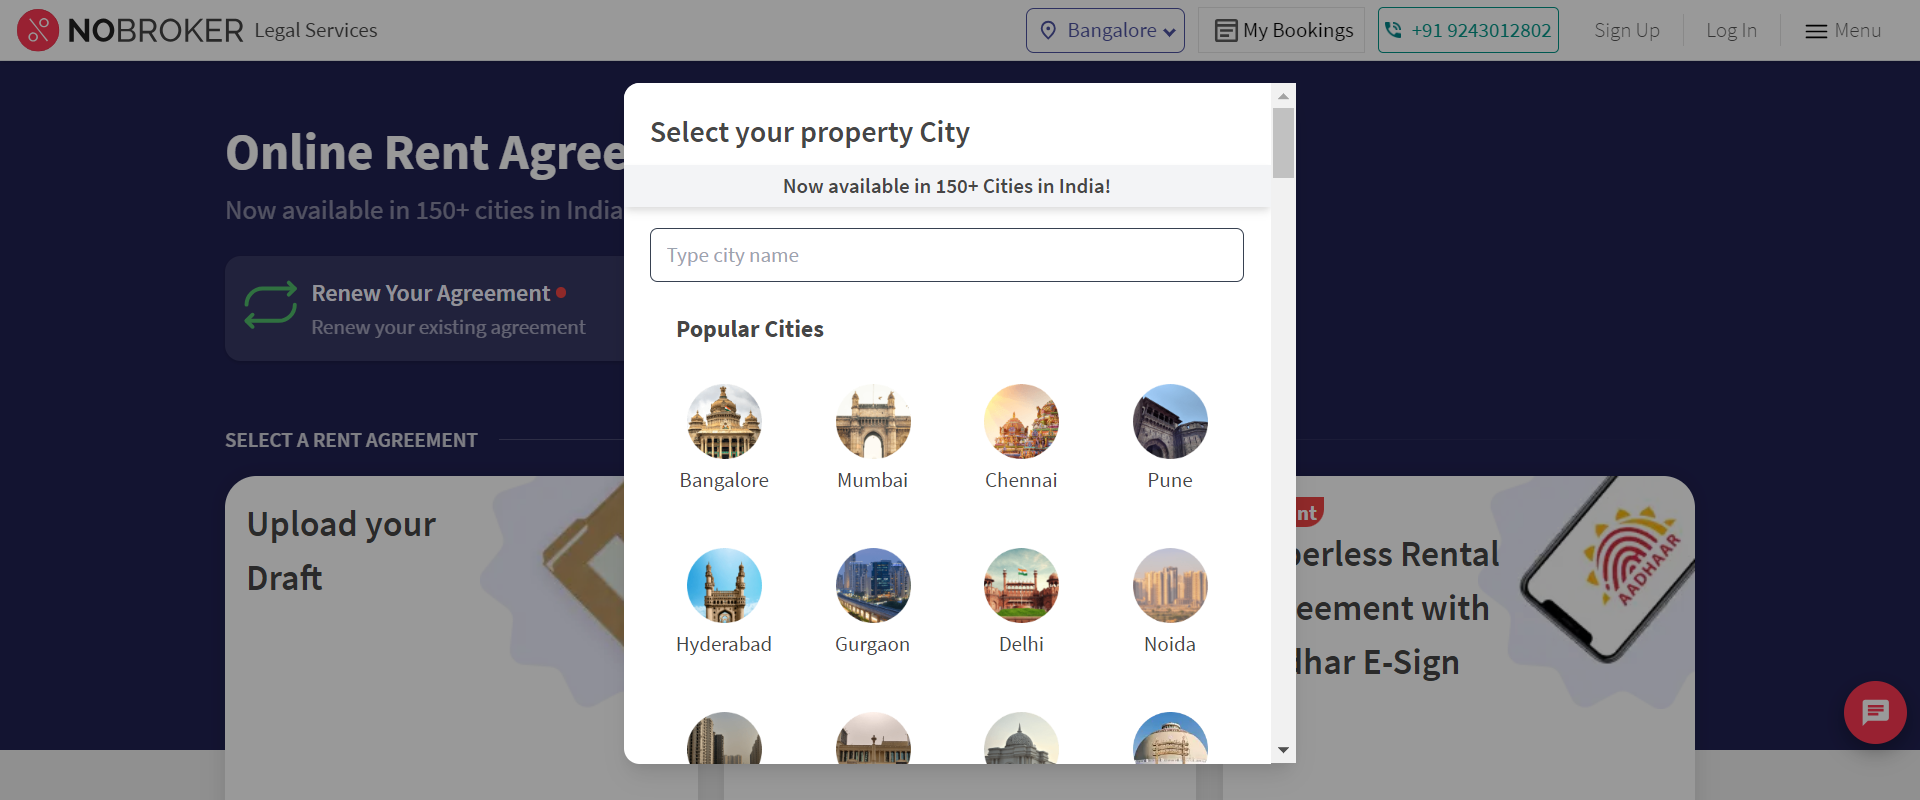 NOBROKER Legal Services
Bangalore
My Bookings
+91 9243012802
Sign Up
Log In
Menu
Online Rent Agree
Now available in 150+ cities in India
Renew Your Agreement
Renew your existing agreement
SELECT A RENT AGREEMENT
Upload your
Draft
Select your property City
Now available in 150+ Cities in India!
Type city name
Popular Cities
Bangalore
Mumbai
Chennai
Pune
Hyderabad
Gurgaon
Delhi
Noida
nt
perless Rental
eement with
dhar E-Sign
AADHAAR